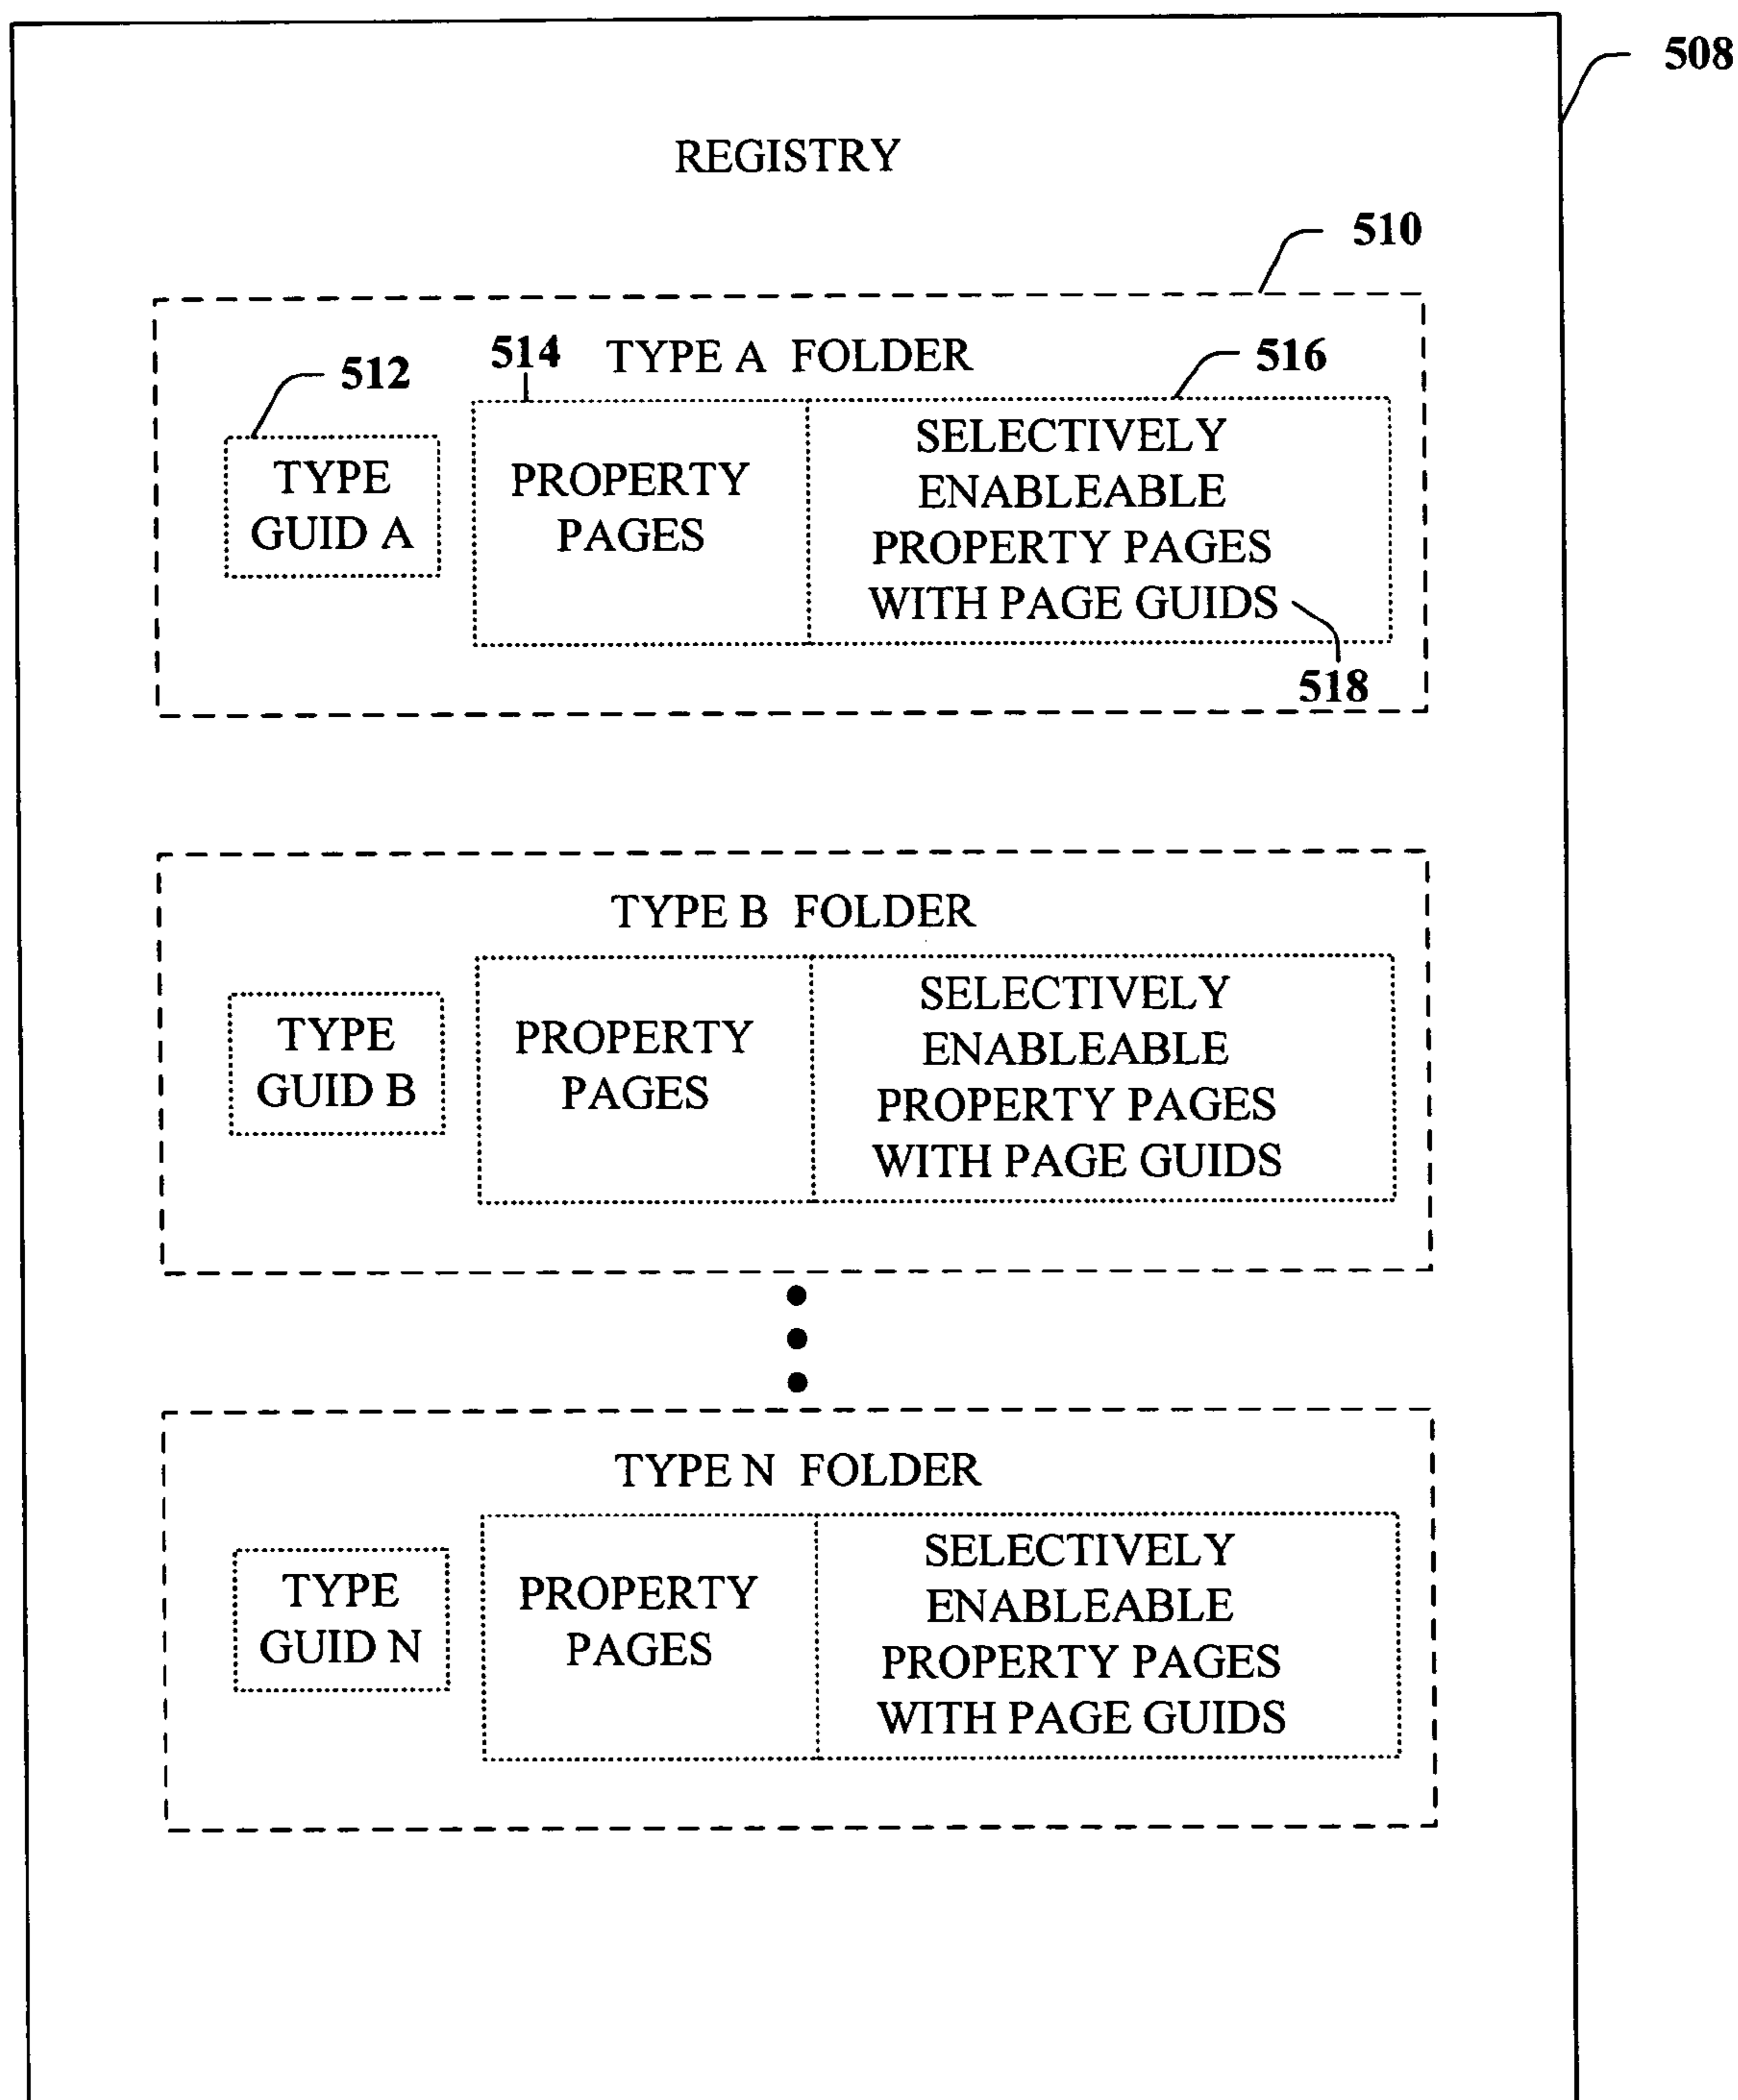 508
REGISTRY
510
TYPE A FOLDER
512
514
516
TYPE
GUID A
PROPERTY
PAGES
SELECTIVELY
ENABLEABLE
PROPERTY PAGES
WITH PAGE GUIDS
518
TYPE B FOLDER
TYPE
GUID B
PROPERTY
PAGES
SELECTIVELY
ENABLEABLE
PROPERTY PAGES
WITH PAGE GUIDS
TYPE N FOLDER
TYPE
GUID N
PROPERTY
PAGES
SELECTIVELY
ENABLEABLE
PROPERTY PAGES
WITH PAGE GUIDS